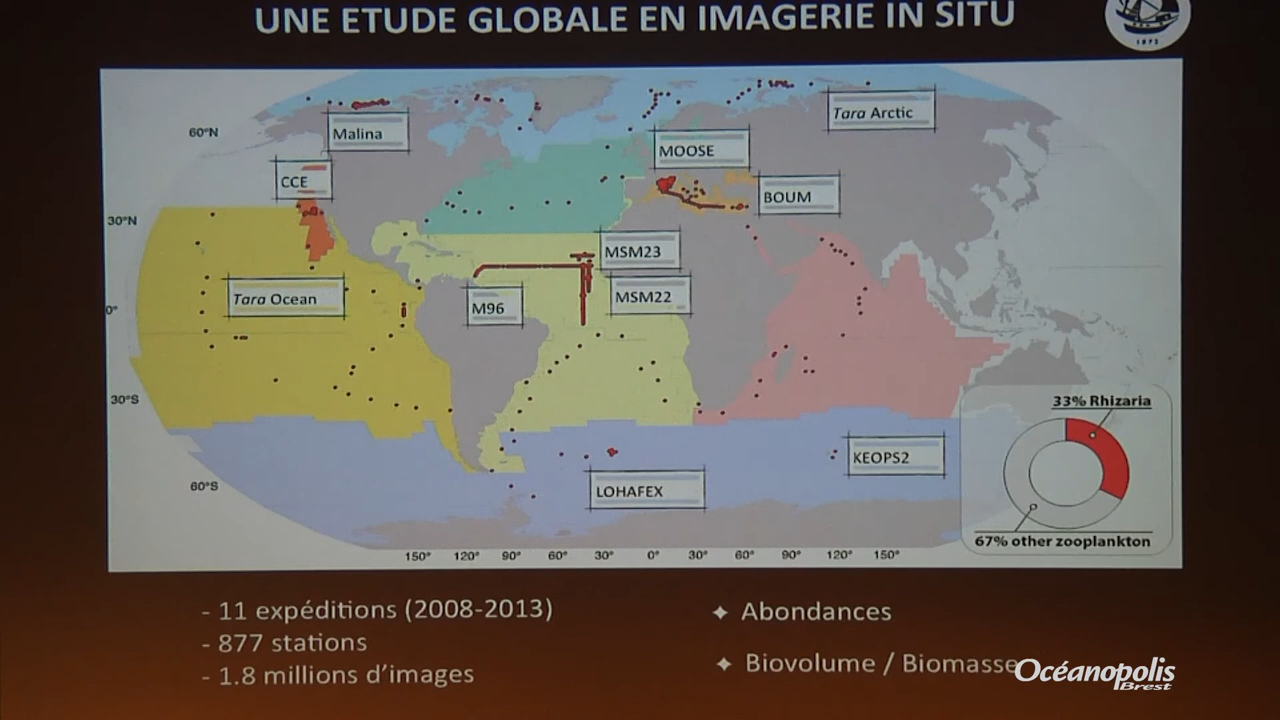 UNE ETUDE GLOBALE EN IMAGERIE IN SITU
1872
60°N
30°N
0°
30°S
60°S
Malina
Tara Arctic
MOOSE
CCE
BOUM
MSM23
Tara Ocean
M96
MSM22
KEOPS2
LOHAFEX
33% Rhizaria
67% other zooplankton
150° 120° 90° 60° 30° 0° 30° 60° 90° 120° 150°
- 11 expéditions (2008-2013)
- 877 stations
- 1.8 millions d'images
✦ Abondances
✦ Biovolume / Biomasse
Océanopolis
Brest